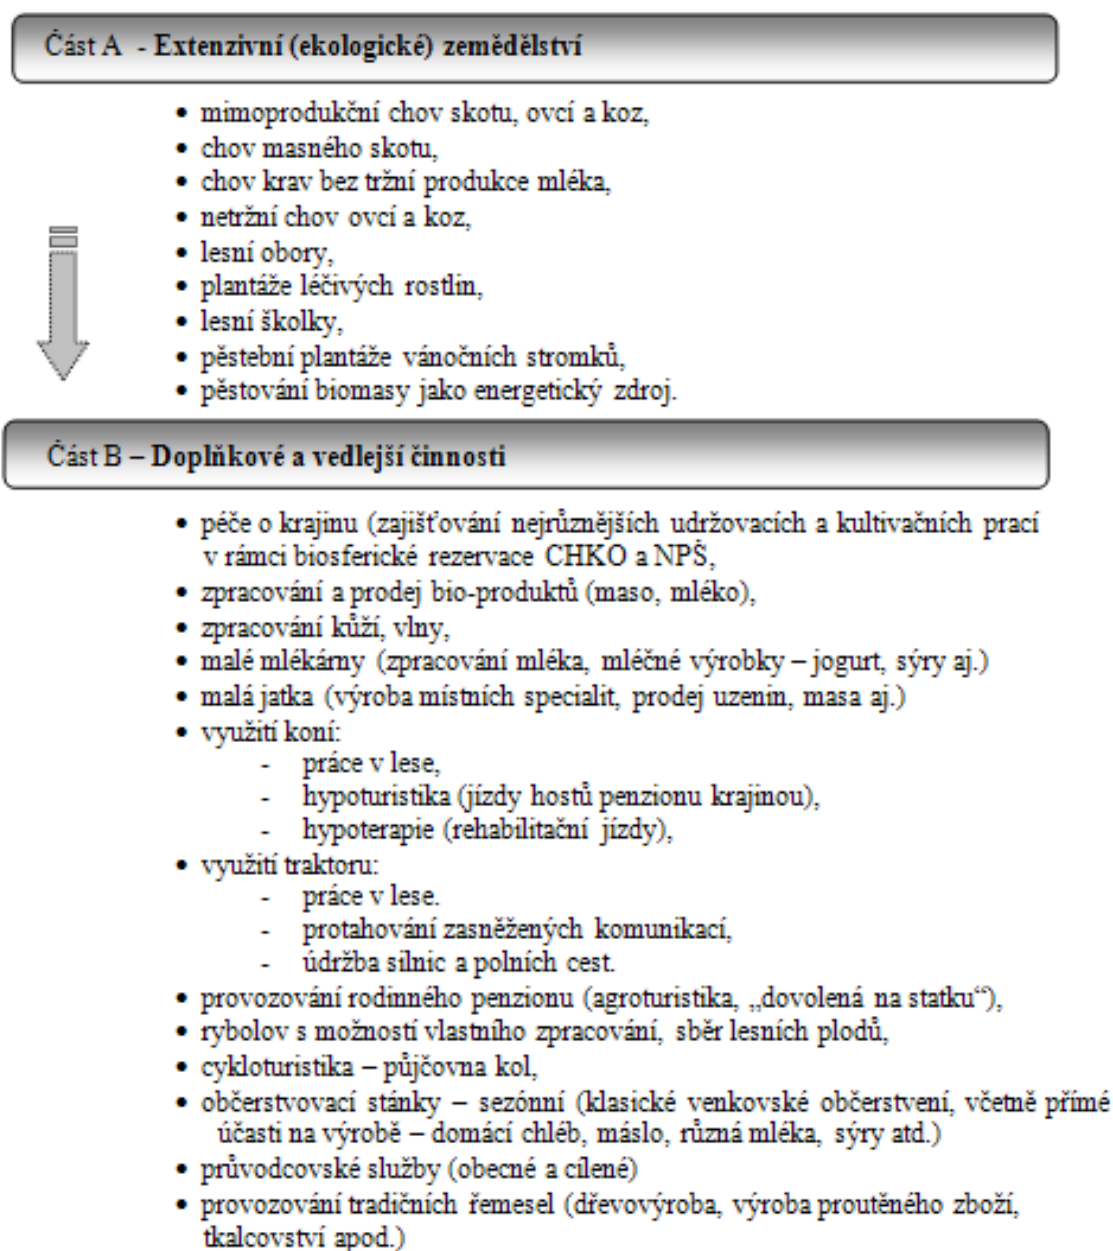 Část A - Extenzivní (ekologické) zemědělství
• mimoprodukční chov skotu, ovcí a koz,
• chov masného skotu,
• chov krav bez tržní produkce mléka,
• netržní chov ovcí a koz,
• lesní obory,
• plantáže léčivých rostlin,
• lesní školky,
• pěstební plantáže vánočních stromků,
• pěstování biomasy jako energetický zdroj.
Část B – Doplňkové a vedlejší činnosti
• péče o krajinu (zajišťování nejrůznějších udržovacích a kultivačních prací
v rámci biosferické rezervace CHKO a NPŠ,
• zpracování a prodej bio-produktů (maso, mléko),
• zpracování kůží, vlny,
• malé mlékárny (zpracování mléka, mléčné výrobky – jogurt, sýry aj.)
• malá jatka (výroba místních specialit, prodej uzenin, masa aj.)
• využití koní:
- práce v lese,
- hypoturistika (jízdy hostů penzionu krajinou),
- hypoterapie (rehabilitační jízdy),
• využití traktoru:
- práce v lese.
- protahování zasněžených komunikací,
- údržba silnic a polních cest.
• provozování rodinného penzionu (agroturistika, „dovolená na statku“),
• rybolov s možností vlastního zpracování, sběr lesních plodů,
• cykloturistika – půjčovna kol,
• občerstvovací stánky – sezónní (klasické venkovské občerstvení, včetně přímé
účasti na výrobě – domácí chléb, máslo, různá mléka, sýry atd.)
• průvodcovské služby (obecné a cílené)
• provozování tradičních řemesel (dřevovýroba, výroba proutěného zboží,
tkalcovství apod.)